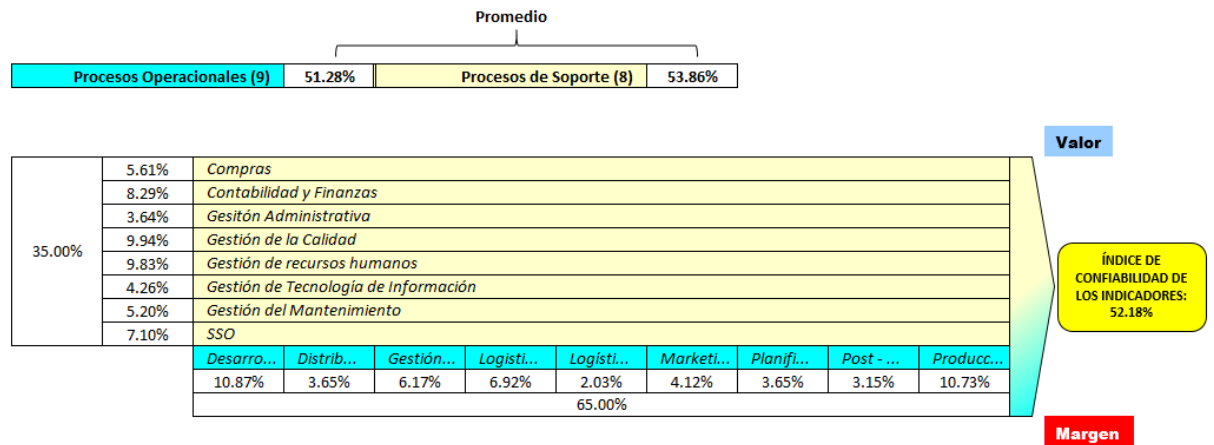 Promedio
Procesos Operacionales (9) 51.28% Procesos de Soporte (8) 53.86%
Valor
35.00%
5.61% Compras
8.29% Contabilidad y Finanzas
3.64% Gesitón Administrativa
9.94% Gestión de la Calidad
9.83% Gestión de recursos humanos
4.26% Gestión de Tecnología de Información
5.20% Gestión del Mantenimiento
7.10% SSO
ÍNDICE DE
CONFIABILIDAD DE
LOS INDICADORES:
52.18%
Desarro... Distrib... Gestión... Logisti... Logísti... Marketi... Planifi... Post - ... Producc...
10.87% 3.65% 6.17% 6.92% 2.03% 4.12% 3.65% 3.15% 10.73%
65.00%
Margen